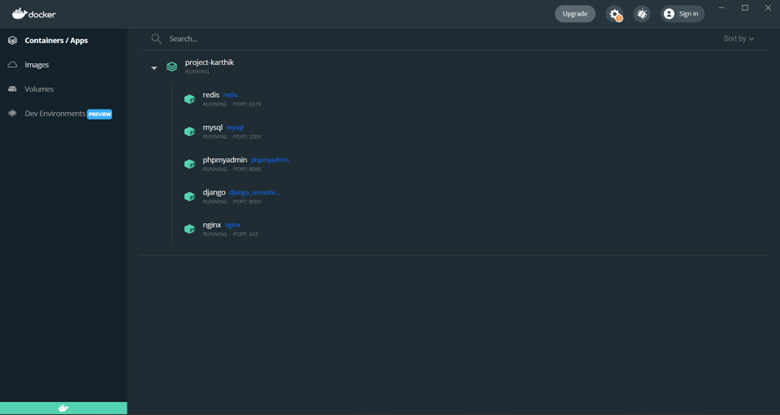 docker
Upgrade
Sign in
Containers / Apps
Images
Volumes
Dev Environments PREVIEW
Search...
Sort by
project-karthik
RUNNING
redis redis
RUNNING PORT: 6379
mysql mysql
RUNNING PORT:
phpmyadmin phpmyadmin
RUNNING PORT: 8080
django django_semeste...
RUNNING PORT: 8000
nginx nginx
RUNNING PORT: 443